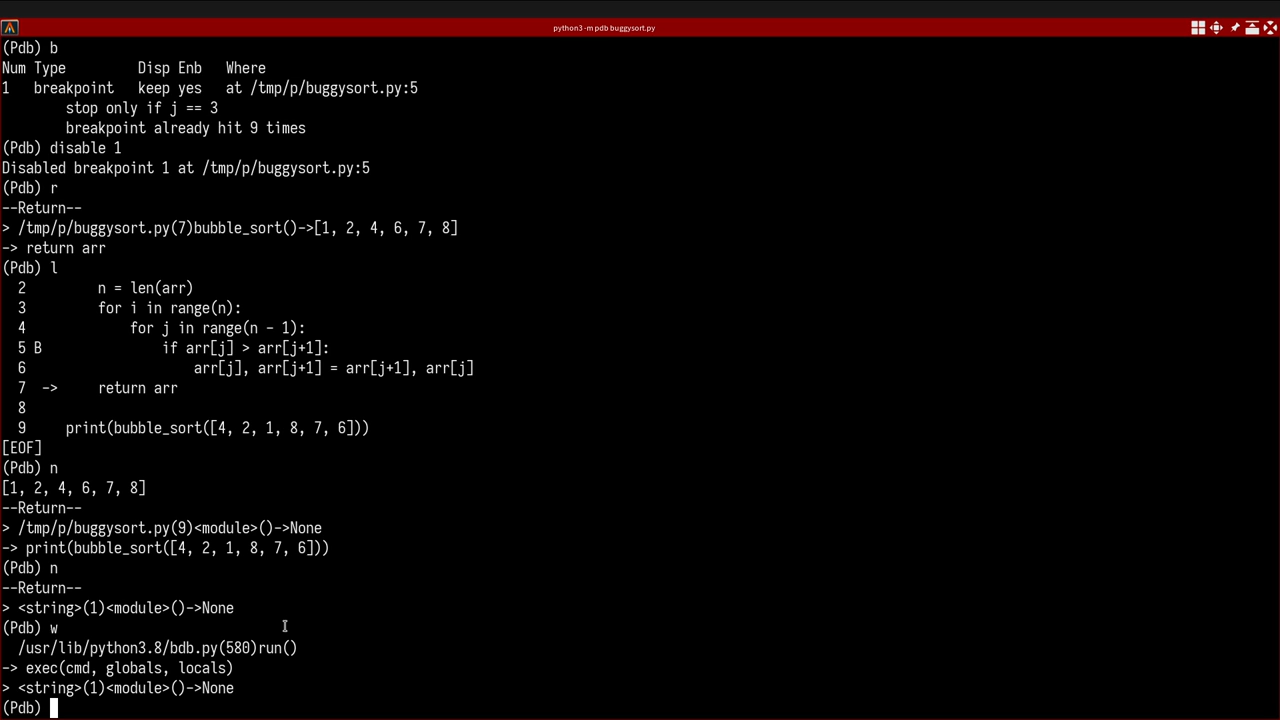 python3 -m pdb buggysort.py
(Pdb) b
Num Type         Disp Enb   Where
1   breakpoint   keep yes   at /tmp/p/buggysort.py:5
        stop only if j == 3
        breakpoint already hit 9 times
(Pdb) disable 1
Disabled breakpoint 1 at /tmp/p/buggysort.py:5
(Pdb) r
--Return--
> /tmp/p/buggysort.py(7)bubble_sort()->[1, 2, 4, 6, 7, 8]
-> return arr
(Pdb) l
  2         n = len(arr)
  3         for i in range(n):
  4             for j in range(n - 1):
  5 B               if arr[j] > arr[j+1]:
  6                     arr[j], arr[j+1] = arr[j+1], arr[j]
  7  ->     return arr
  8
  9     print(bubble_sort([4, 2, 1, 8, 7, 6]))
[EOF]
(Pdb) n
[1, 2, 4, 6, 7, 8]
--Return--
> /tmp/p/buggysort.py(9)<module>()->None
-> print(bubble_sort([4, 2, 1, 8, 7, 6]))
(Pdb) n
--Return--
> <string>(1)<module>()->None
(Pdb) w
  /usr/lib/python3.8/bdb.py(580)run()
-> exec(cmd, globals, locals)
> <string>(1)<module>()->None
(Pdb)